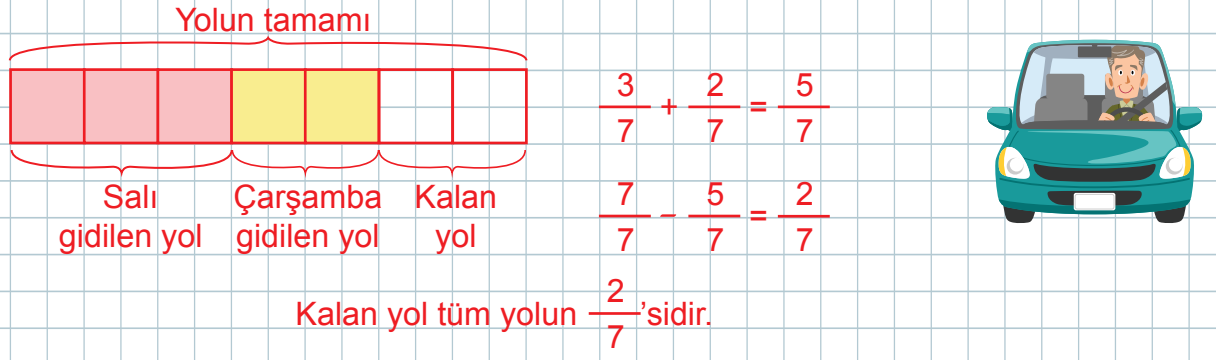 Yolun tamamı
Salı
gidilen yol
Çarşamba
gidilen yol
Kalan
yol
3/7 + 2/7 = 5/7
7/7 - 5/7 = 2/7
Kalan yol tüm yolun 2/7'sidir.